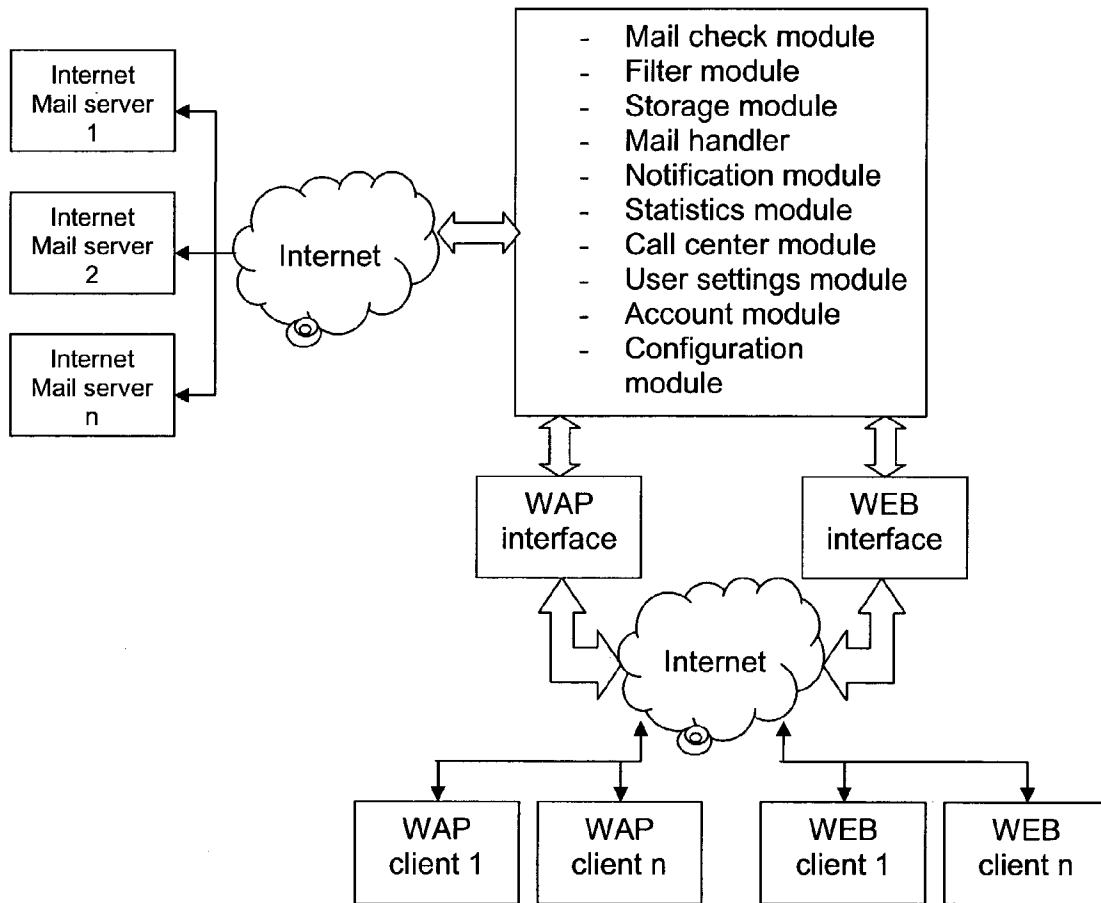 Internet
Mail server
1
Internet
Mail server
2
Internet
Mail server
n
Internet
- Mail check module
- Filter module
- Storage module
- Mail handler
- Notification module
- Statistics module
- Call center module
- User settings module
- Account module
- Configuration
module
WAP
interface
WEB
interface
Internet
WAP
client 1
WAP
client n
WEB
client 1
WEB
client n